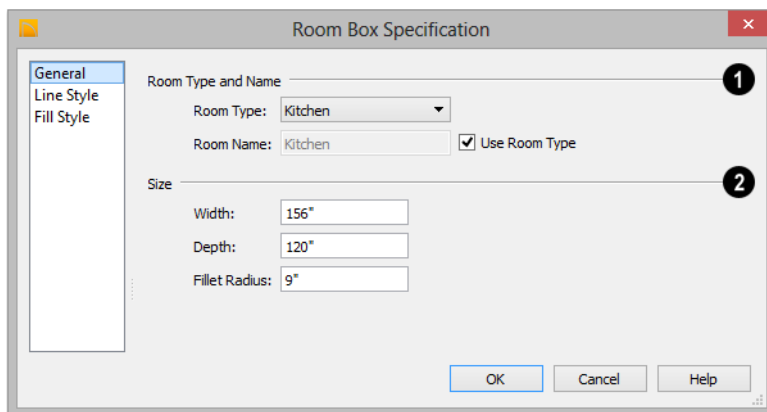 Room Box Specification
General
Line Style
Fill Style
Room Type and Name
1
Room Type: Kitchen
Room Name: Kitchen Use Room Type
Size
2
Width: 156"
Depth: 120"
Fillet Radius: 9"
OK Cancel Help